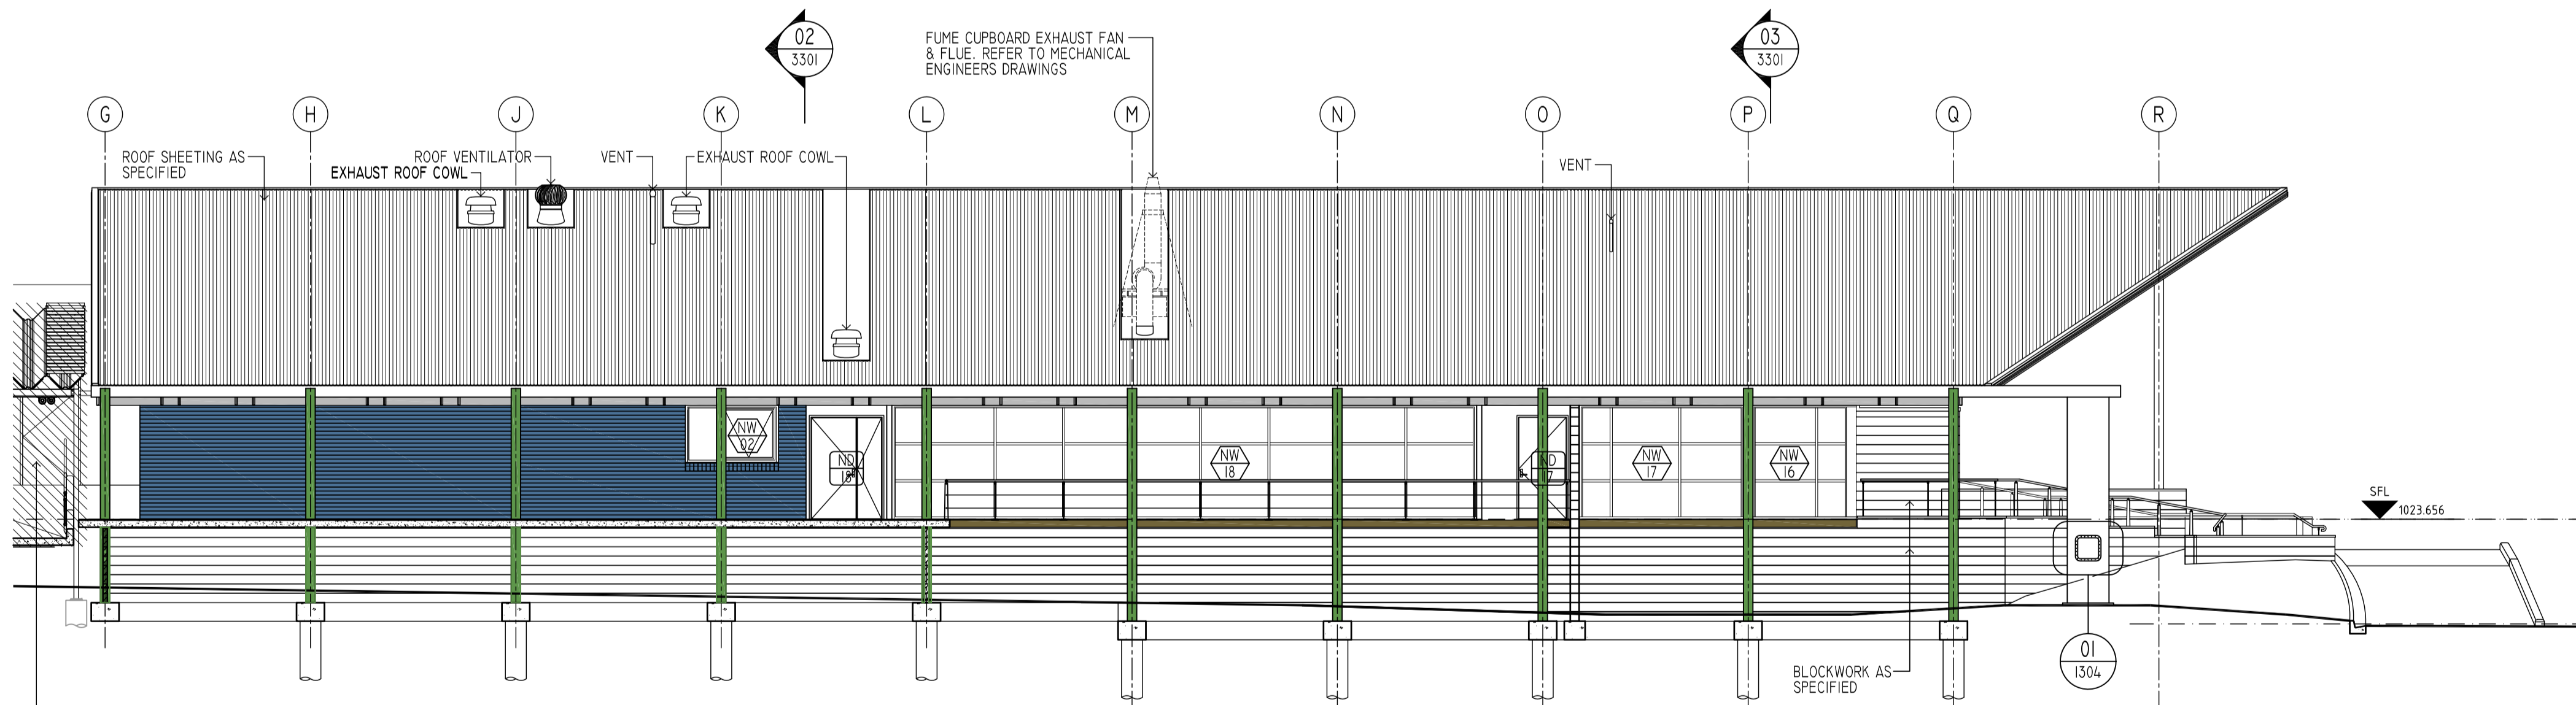 02
3301
FUME CUPBOARD EXHAUST FAN
& FLUE. REFER TO MECHANICAL
ENGINEERS DRAWINGS
03
3301
G
H
J
K
L
M
N
O
P
Q
R
ROOF SHEETING AS
SPECIFIED
ROOF VENTILATOR
EXHAUST ROOF COWL
VENT
EXHAUST ROOF COWL
VENT
NW
02
ND
18
NW
18
ND
17
NW
17
NW
16
SFL
1023.656
BLOCKWORK AS
SPECIFIED
01
1304